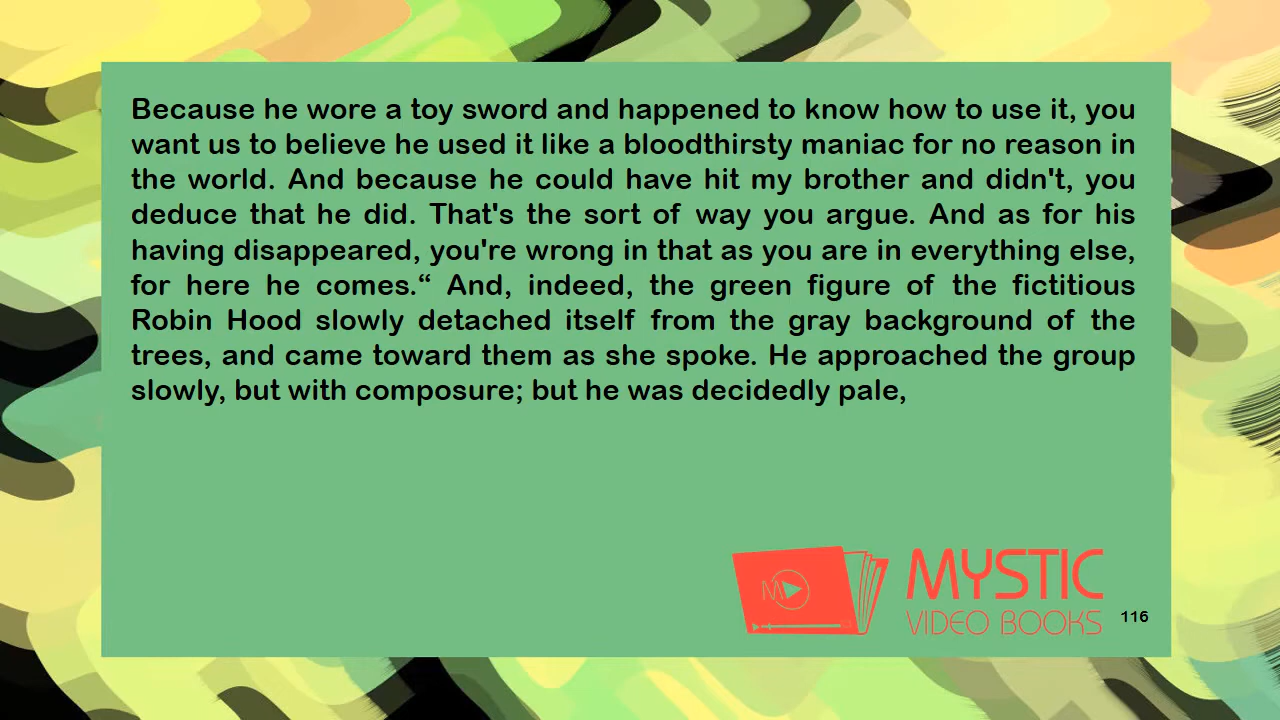 Because he wore a toy sword and happened to know how to use it, you
want us to believe he used it like a bloodthirsty maniac for no reason in
the world. And because he could have hit my brother and didn't, you
deduce that he did. That's the sort of way you argue. And as for his
having disappeared, you're wrong in that as you are in everything else,
for here he comes.“ And, indeed, the green figure of the fictitious
Robin Hood slowly detached itself from the gray background of the
trees, and came toward them as she spoke. He approached the group
slowly, but with composure; but he was decidedly pale,
M
MYSTIC
VIDEO BOOKS
116